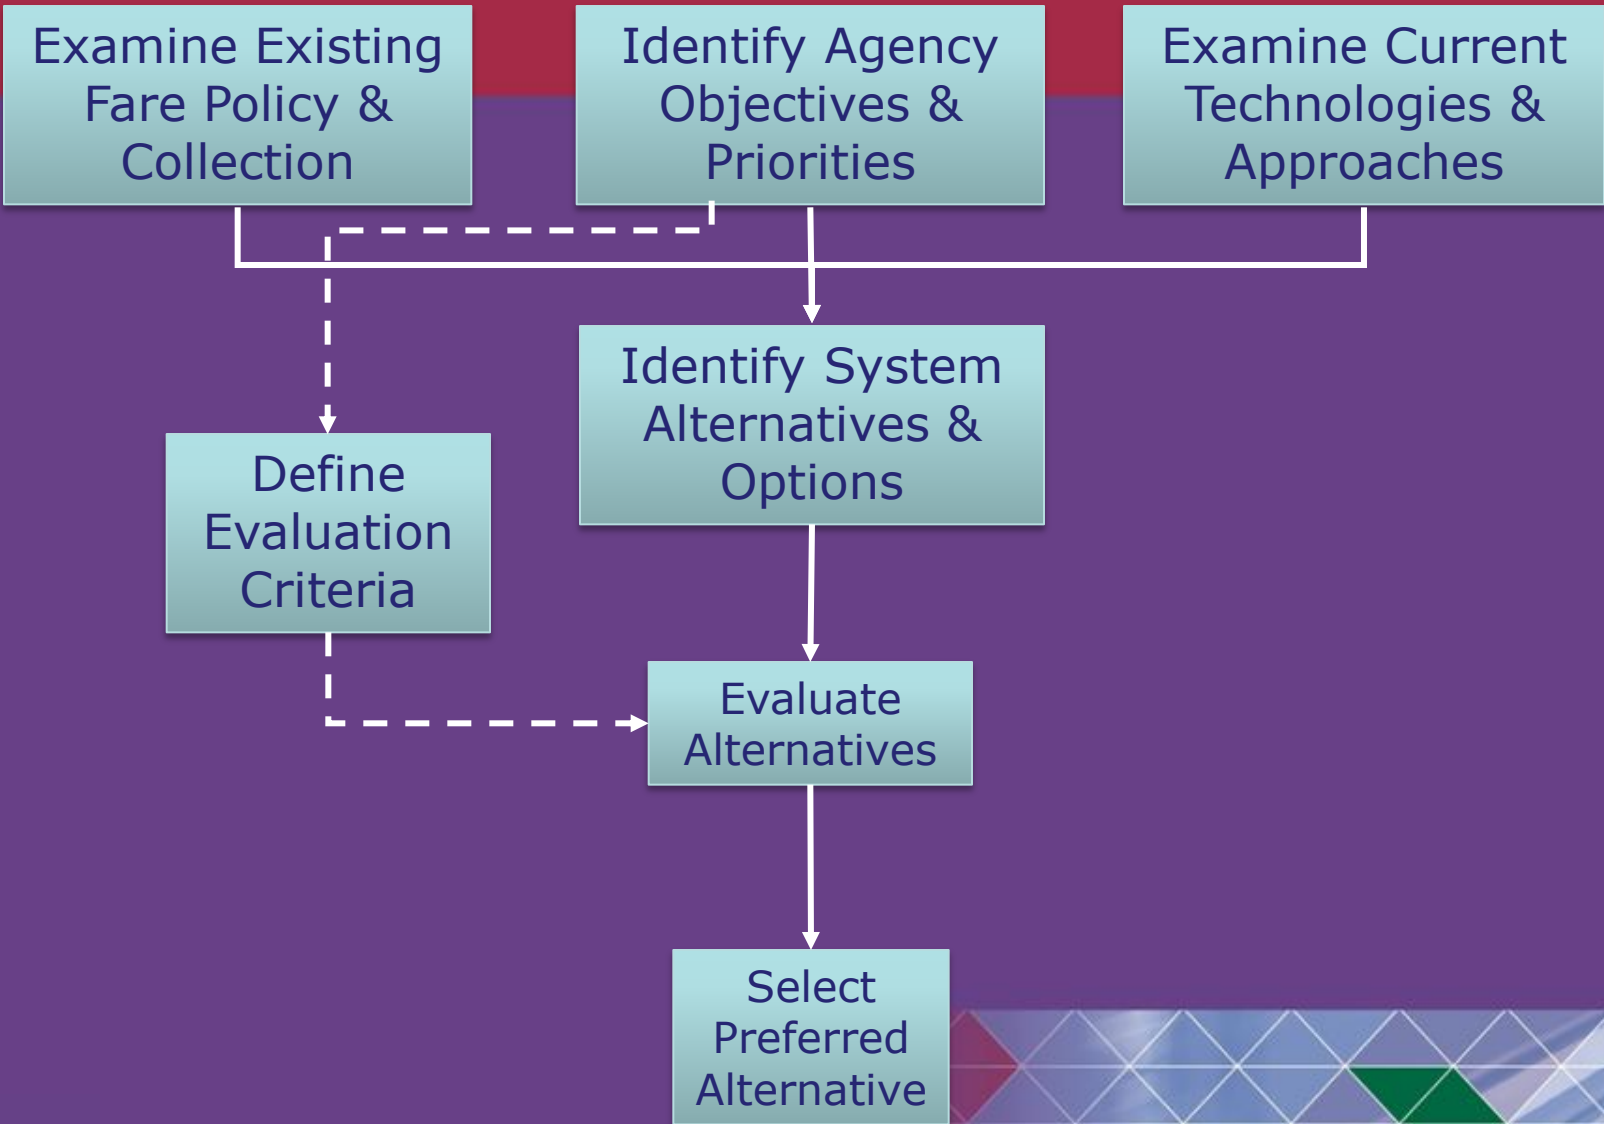 Examine Existing
Fare Policy &
Collection
Identify Agency
Objectives &
Priorities
Examine Current
Technologies &
Approaches
Identify System
Alternatives &
Options
Define
Evaluation
Criteria
Evaluate
Alternatives
Select
Preferred
Alternative